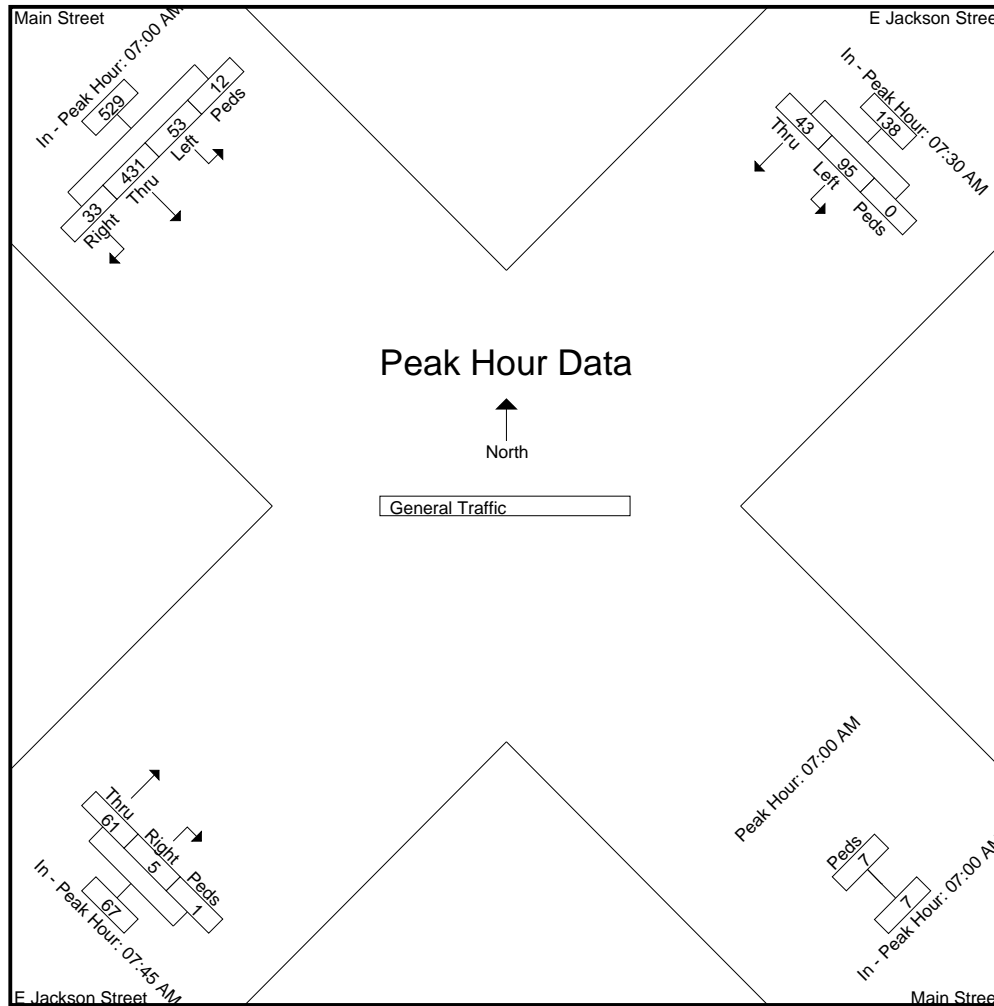 Main Street
E Jackson Stree
In - Peak Hour: 07:00 AM
529
12
53
431
33
Peds
Left
Thru
Right
In - Peak Hour: 07:30 AM
138
43
95
0
Thru
Left
Peds
Peak Hour Data
North
General Traffic
Thru
Right
Peds
61
5
1
67
In - Peak Hour: 07:45 AM
E Jackson Street
Peak Hour: 07:00 AM
Peds
7
7
In - Peak Hour: 07:00 AM
Main Stree